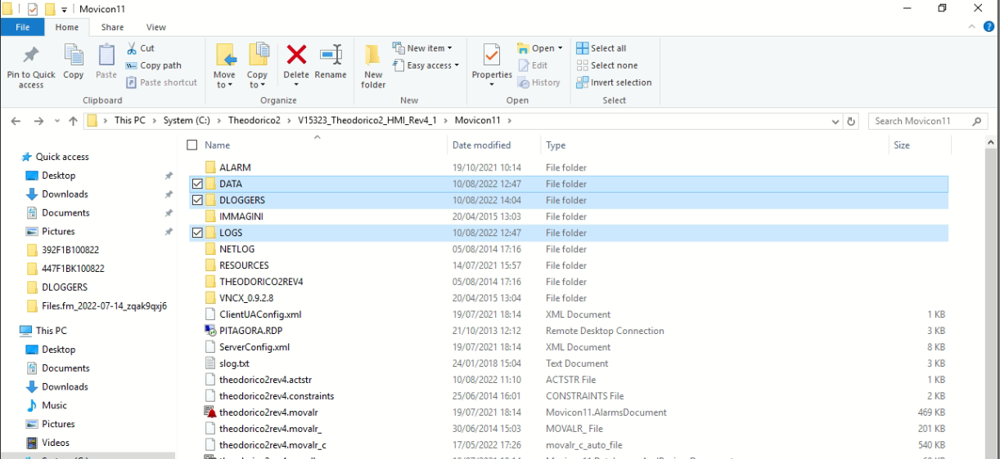 Movicon11
File Home Share View
Pin to Quick access
Copy
Paste
Cut
Copy path
Paste shortcut
Move to
Copy to
Delete
Rename
New folder
New item
Easy access
Properties
Open
Edit
History
Select all
Select none
Invert selection
Clipboard Organize New Open Select
This PC > System (C:) > Theodorico2 > V15323_Theodorico2_HMI_Rev4_1 > Movicon11 >
Search Movicon11
Quick access
Desktop
Downloads
Documents
Pictures
392F1B100822
447F1BK100822
DLOGGERS
Files.fm_2022-07-14_zqak9qxj6
This PC
Desktop
Documents
Downloads
Music
Pictures
Videos
Name Date modified Type Size
ALARM 19/10/2021 10:14 File folder
DATA 10/08/2022 12:47 File folder
DLOGGERS 10/08/2022 14:04 File folder
IMMAGINI 20/04/2015 13:03 File folder
LOGS 10/08/2022 12:47 File folder
NETLOG 05/08/2014 17:16 File folder
RESOURCES 14/07/2021 15:57 File folder
THEODORICO2REV4 05/08/2014 17:16 File folder
VNCX_0.9.2.8 20/04/2015 13:04 File folder
ClientUAConfig.xml 19/07/2021 18:14 XML Document 1 KB
PITAGORA.RDP 21/10/2013 12:12 Remote Desktop Connection 3 KB
ServerConfig.xml 19/07/2021 18:14 XML Document 8 KB
slog.txt 24/01/2018 15:04 Text Document 3 KB
theodorico2rev4.actstr 10/08/2022 11:10 ACTSTR File 1 KB
theodorico2rev4.constraints 25/06/2014 16:01 CONSTRAINTS File 2 KB
theodorico2rev4.movalr 19/07/2021 18:14 Movicon11.AlarmsDocument 469 KB
theodorico2rev4.movalr_ 30/06/2014 15:03 MOVALR_ File 201 KB
theodorico2rev4.movalr_c 17/05/2022 17:26 movalr_c_auto_file 540 KB